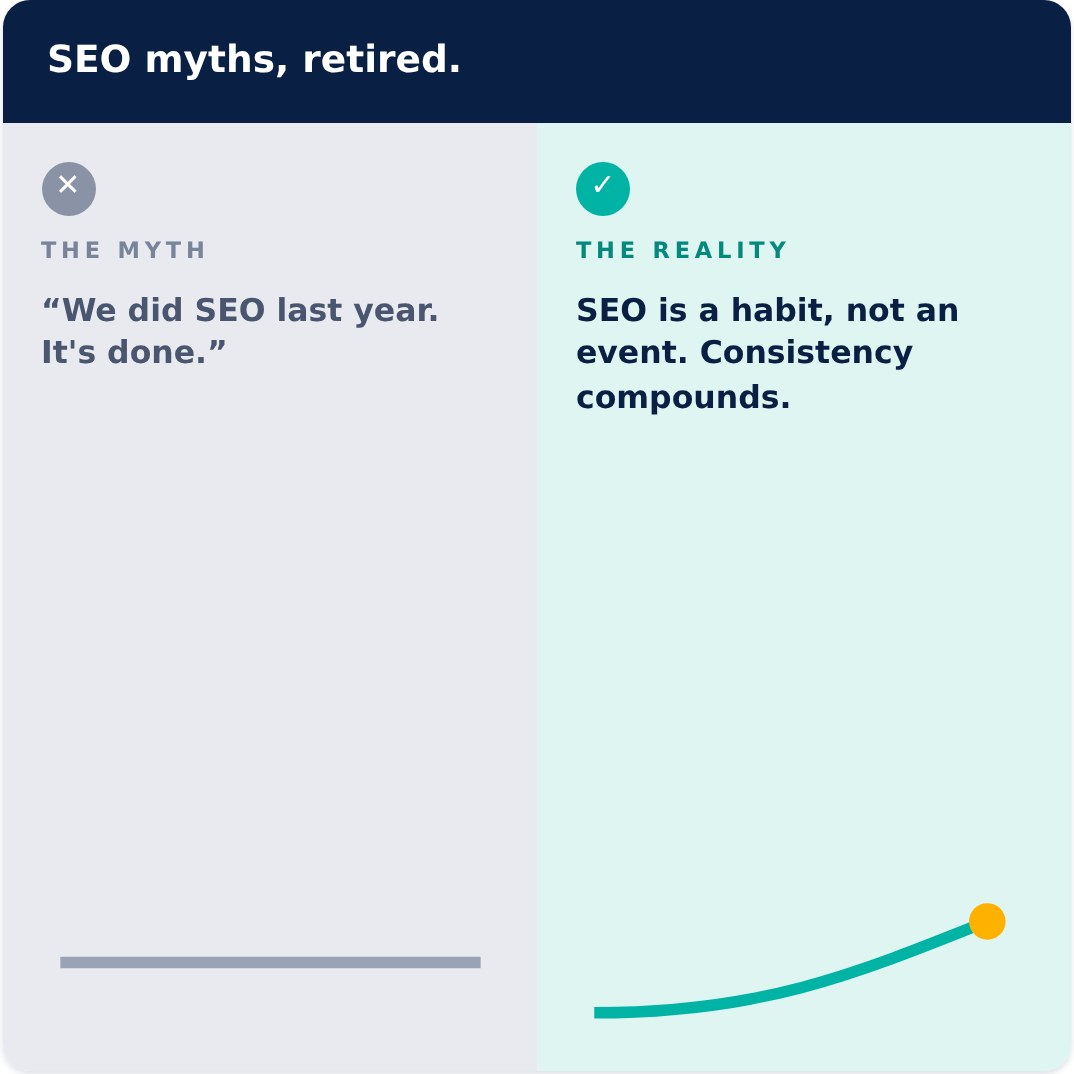 SEO myths, retired.
✕
THE MYTH
“We did SEO last year.
It's done.”
✓
THE REALITY
SEO is a habit, not an
event. Consistency
compounds.